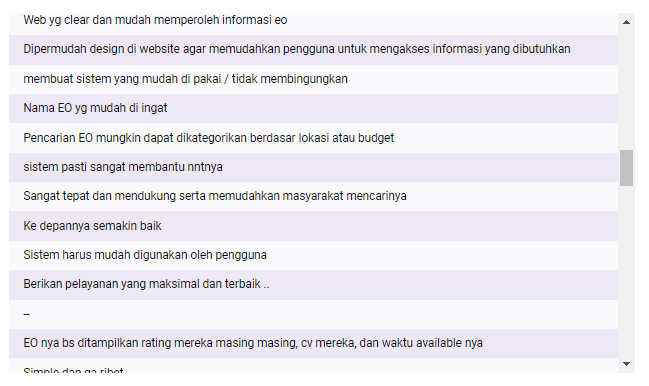 Web yg clear dan mudah memperoleh informasi eo
Dipermudah design di website agar memudahkan pengguna untuk mengakses informasi yang dibutuhkan
membuat sistem yang mudah di pakai / tidak membingungkan
Nama EO yg mudah di ingat
Pencarian EO mungkin dapat dikategorikan berdasar lokasi atau budget
sistem pasti sangat membantu nntnya
Sangat tepat dan mendukung serta memudahkan masyarakat mencarinya
Ke depannya semakin baik
Sistem harus mudah digunakan oleh pengguna
Berikan pelayanan yang maksimal dan terbaik ..
--
EO nya bs ditampilkan rating mereka masing masing, cv mereka, dan waktu available nya
Simple dan ga ribet